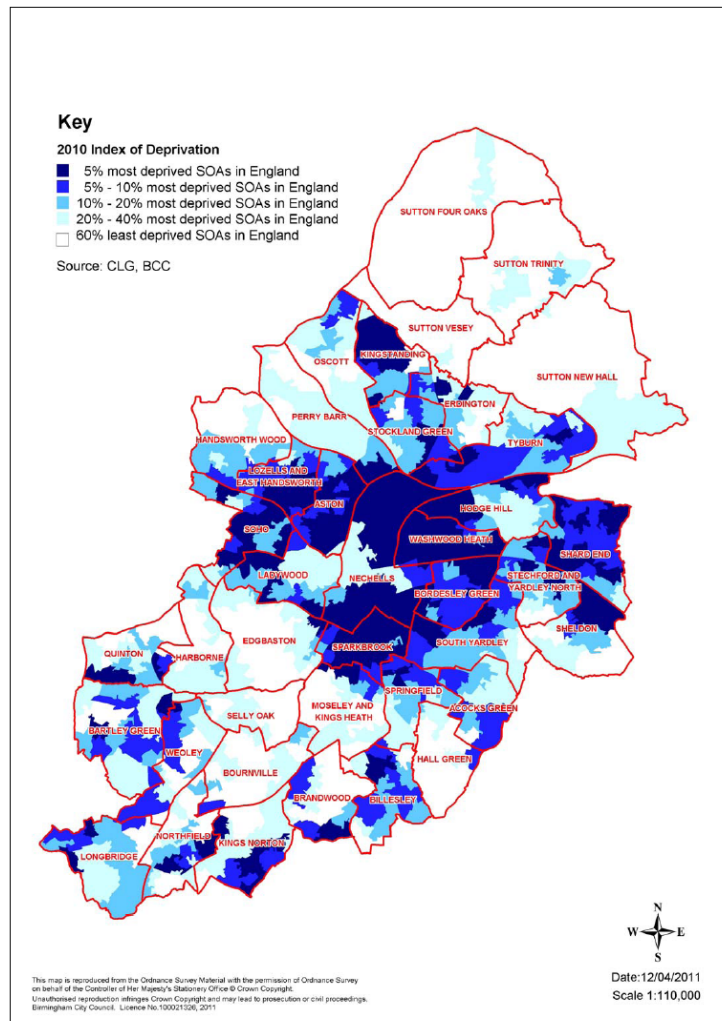 Key
2010 Index of Deprivation
5% most deprived SOAs in England
5% - 10% most deprived SOAs in England
10% - 20% most deprived SOAs in England
20% - 40% most deprived SOAs in England
60% least deprived SOAs in England
Source: CLG, BCC
SUTTON FOUR OAKS
SUTTON TRINITY
SUTTON VESEY
OSCOTT
KINGSTANDING
SUTTON NEW HALL
ERDINGTON
PERRY BARR
STOCKLAND GREEN
HANDSWORTH WOOD
TYBURN
LOZELLS AND
EAST HANDSWORTH
ASTON
HODGE HILL
SOHO
WASHWOOD HEATH
SHARD END
LADYWOOD
NECHELLS
STECHFORD AND
YARDLEY NORTH
BORDESLEY GREEN
SHELDON
EDGBASTON
SPARKBROOK
SOUTH YARDLEY
QUINTON
HARBORNE
SPRINGFIELD
MOSELEY AND
KINGS HEATH
ACOCKS GREEN
SELLY OAK
BARTLEY GREEN
WEOLEY
HALL GREEN
BOURNVILLE
BRANDWOOD
BILLESLEY
NORTHFIELD
KINGS NORTON
LONGBRIDGE
N
W E
S
This map is reproduced from the Ordnance Survey Material with the permission of Ordnance Survey
on behalf of the Controller of Her Majesty's Stationery Office © Crown Copyright.
Unauthorised reproduction infringes Crown Copyright and may lead to prosecution or civil proceedings.
Birmingham City Council. Licence No.100021326, 2011
Date:12/04/2011
Scale 1:110,000